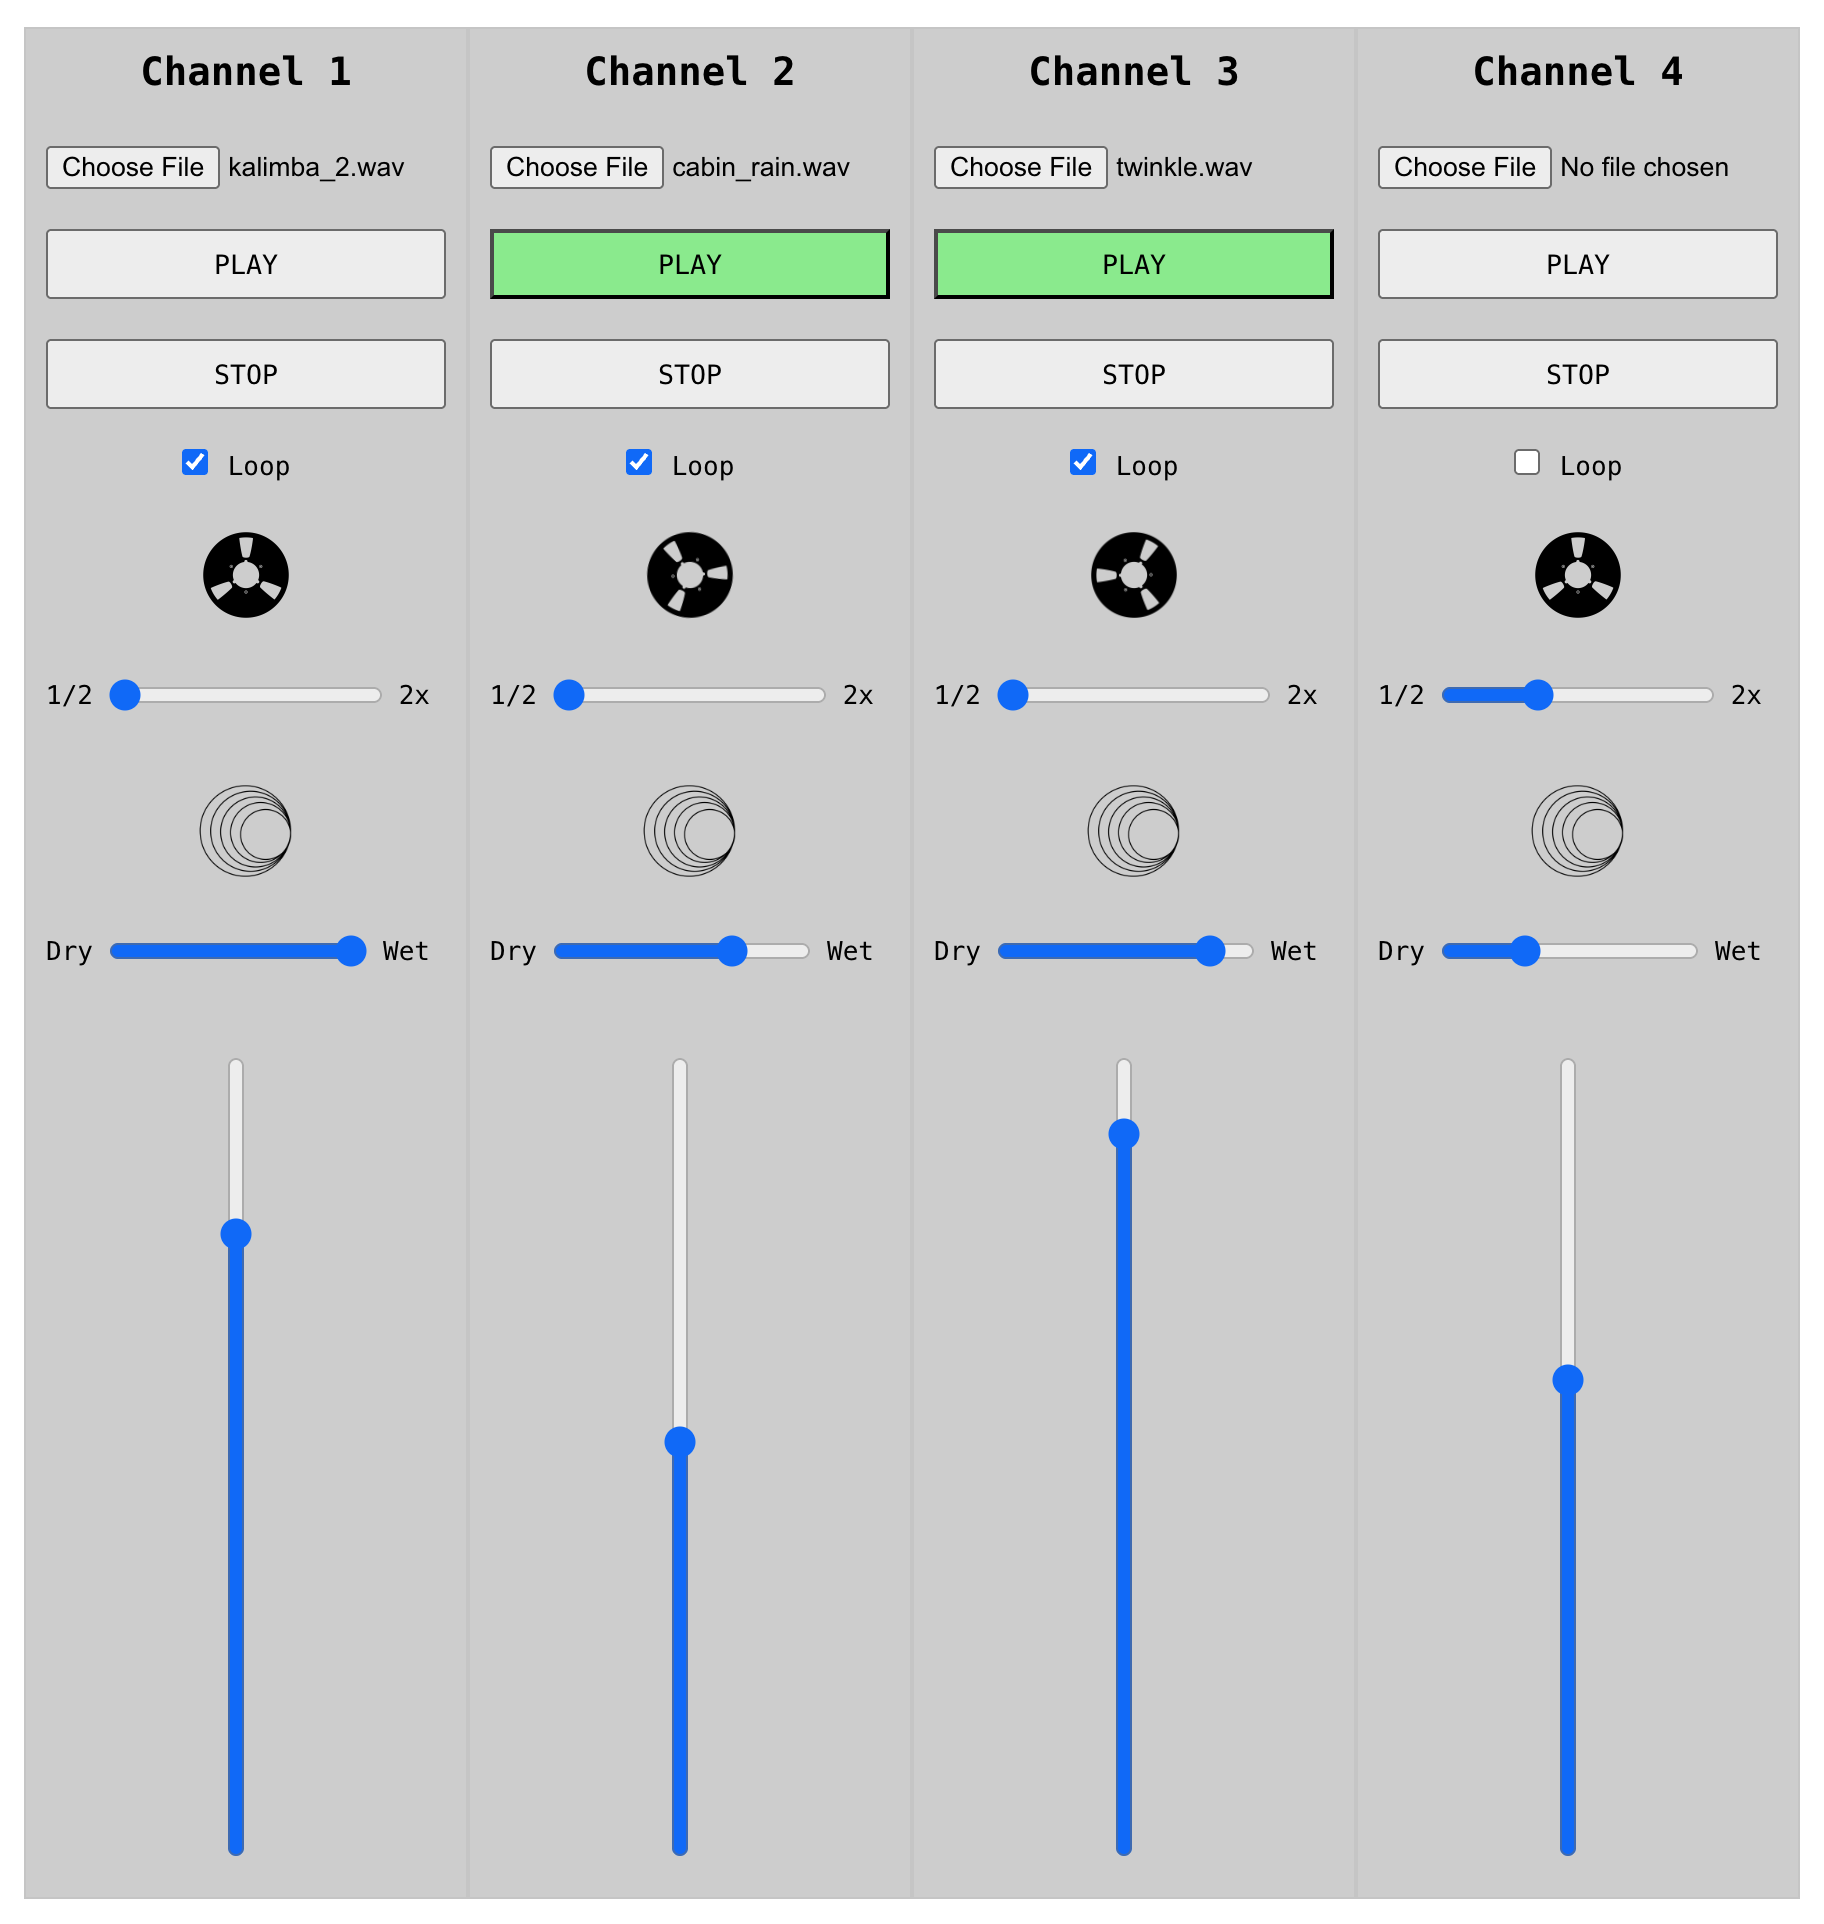 Channel 1
Choose File kalimba_2.wav
PLAY
STOP
Loop
1/2 2x
Dry Wet
Channel 2
Choose File cabin_rain.wav
PLAY
STOP
Loop
1/2 2x
Dry Wet
Channel 3
Choose File twinkle.wav
PLAY
STOP
Loop
1/2 2x
Dry Wet
Channel 4
Choose File No file chosen
PLAY
STOP
Loop
1/2 2x
Dry Wet